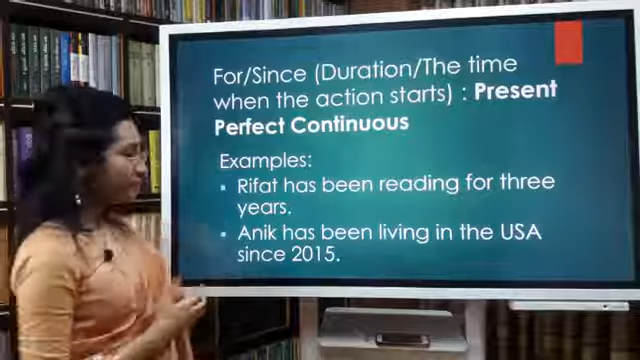 For/Since (Duration/The time
when the action starts) : Present
Perfect Continuous
Examples:
▪ Rifat has been reading for three
years.
▪ Anik has been living in the USA
since 2015.